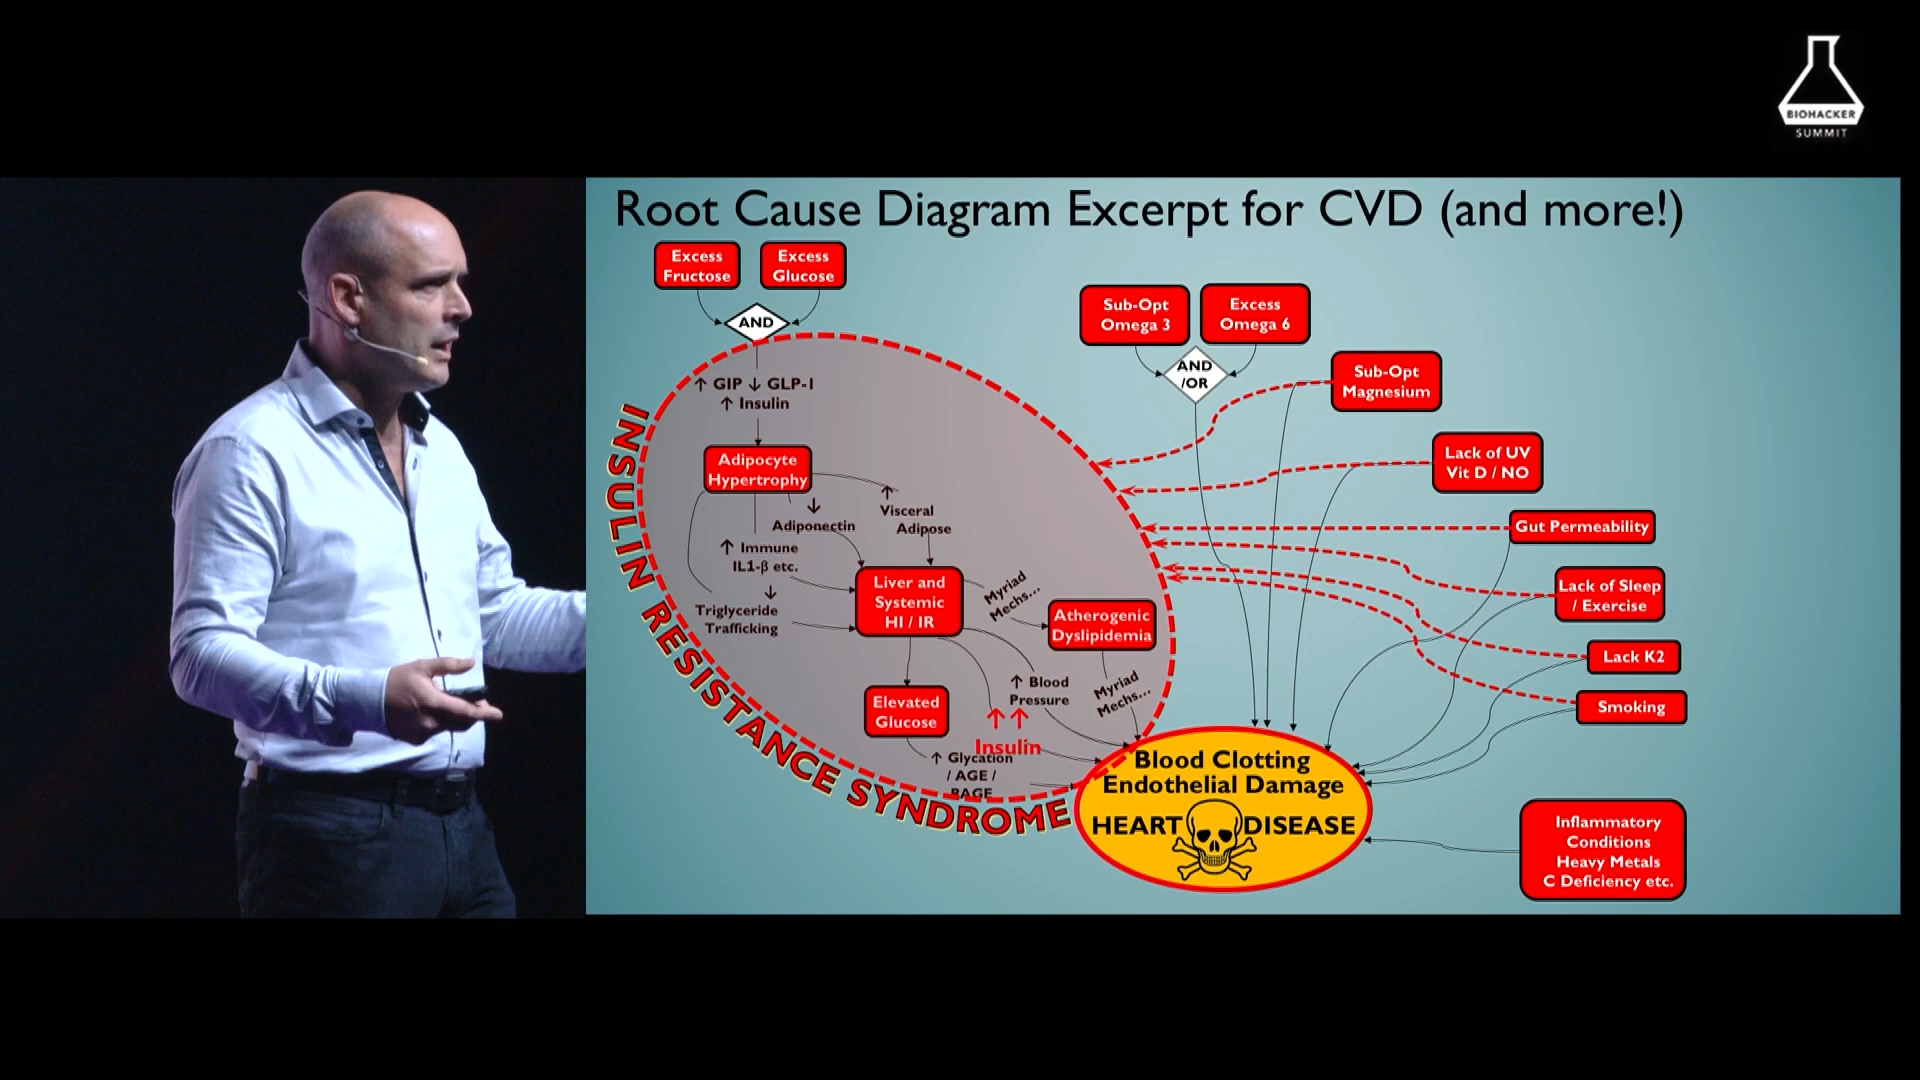 BIOHACKER
SUMMIT
Root Cause Diagram Excerpt for CVD (and more!)
Excess
Fructose
Excess
Glucose
AND
Sub-Opt
Omega 3
Excess
Omega 6
AND
/OR
Sub-Opt
Magnesium
↑ GIP ↓ GLP-1
↑ Insulin
Lack of UV
Vit D / NO
Adipocyte
Hypertrophy
↓
Adiponectin
↑
Visceral
Adipose
Gut Permeability
↑ Immune
IL1-β etc.
Liver and
Systemic
HI / IR
Myriad
Mechs...
Lack of Sleep
/ Exercise
↓
Triglyceride
Trafficking
Atherogenic
Dyslipidemia
Lack K2
↑ Blood
Pressure
Myriad
Mechs...
Smoking
Elevated
Glucose
↑ ↑
Insulin
↑ Glycation
/ AGE /
RAGE
INSULIN RESISTANCE SYNDROME
Blood Clotting
Endothelial Damage
HEART DISEASE
Inflammatory
Conditions
Heavy Metals
C Deficiency etc.